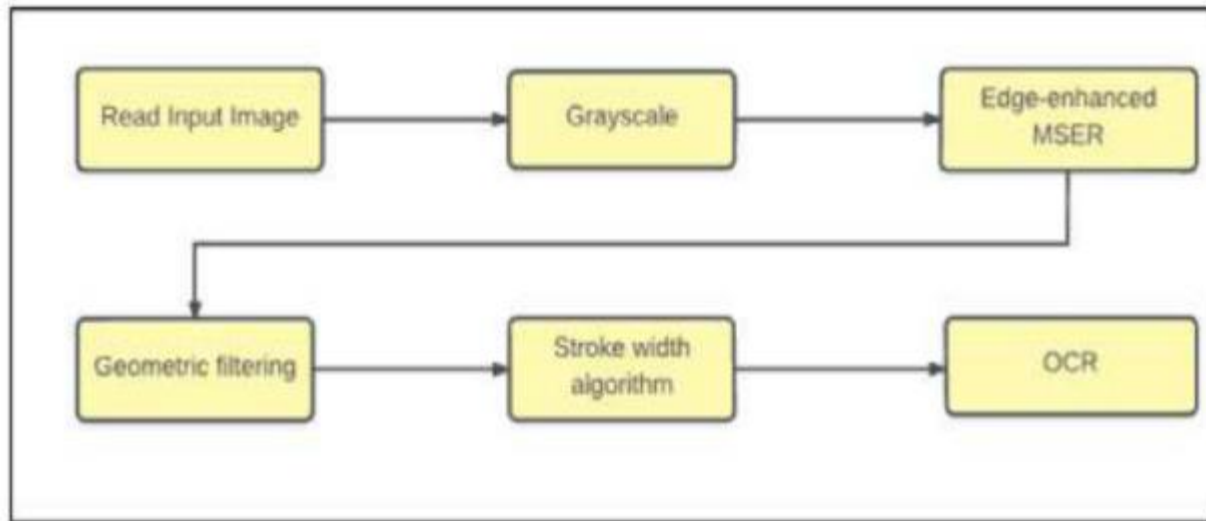 Read Input Image
Grayscale
Edge-enhanced
MSER
Geometric filtering
Stroke width
algorithm
OCR